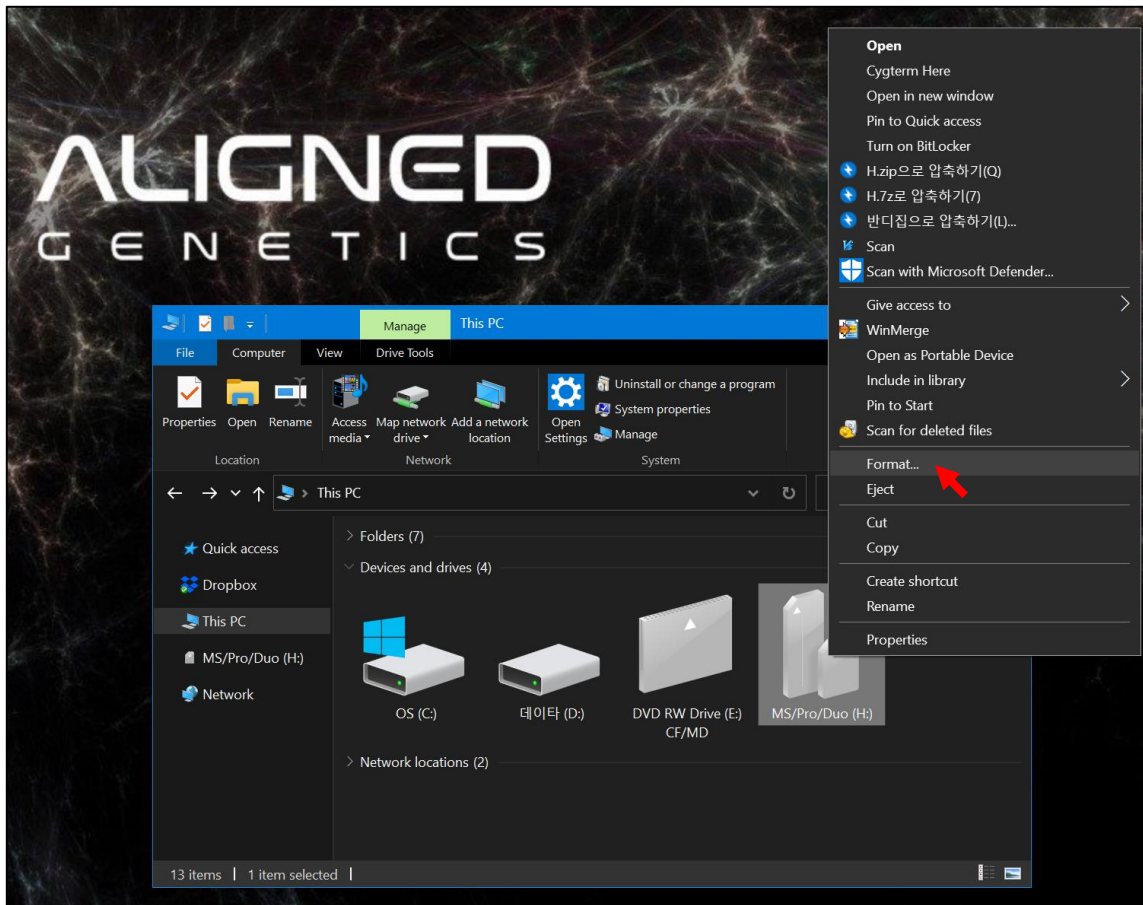 ALIGNED
GENETICS
Open
Cygterm Here
Open in new window
Pin to Quick access
Turn on BitLocker
H.zip으로 압축하기(Q)
H.7z로 압축하기(7)
반디집으로 압축하기(L)...
Scan
Scan with Microsoft Defender...
Give access to
WinMerge
Open as Portable Device
Include in library
Pin to Start
Scan for deleted files
Format...
Eject
Cut
Copy
Create shortcut
Rename
Properties
Manage This PC
File Computer View Drive Tools
Properties Open Rename
Access media
Map network drive
Add a network location
Open Settings
Uninstall or change a program
System properties
Manage
Location Network System
This PC
Quick access
Dropbox
This PC
MS/Pro/Duo (H:)
Network
Folders (7)
Devices and drives (4)
OS (C:)
데이타 (D:)
DVD RW Drive (E:) CF/MD
MS/Pro/Duo (H:)
Network locations (2)
13 items 1 item selected